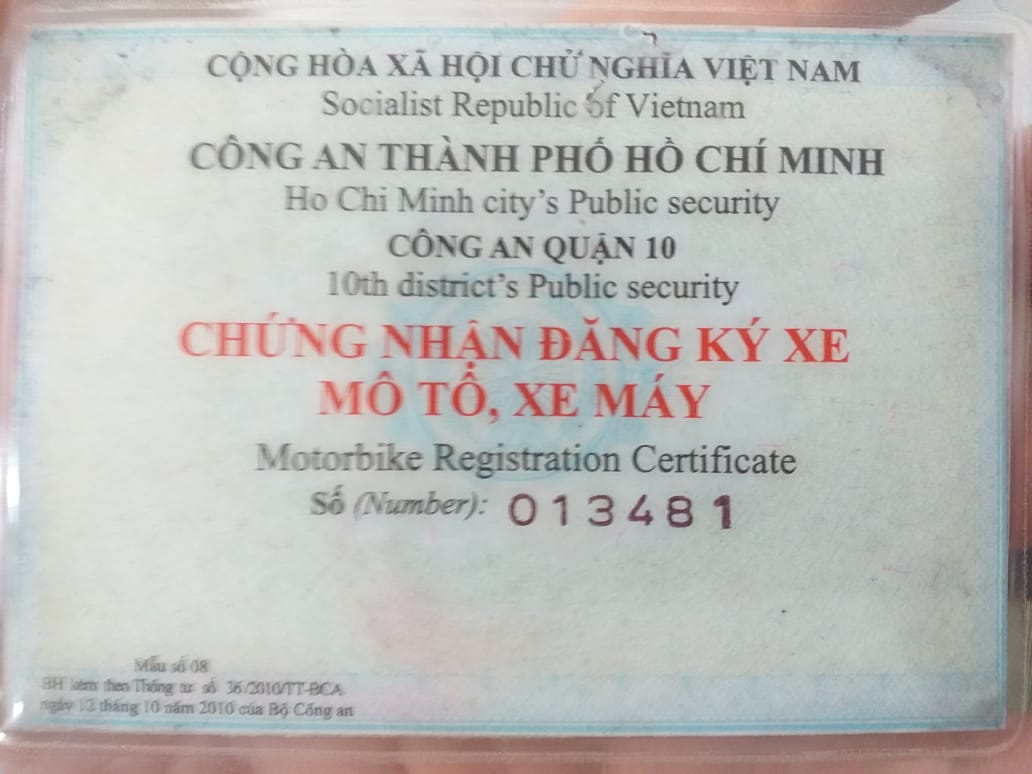 CỘNG HÒA XÃ HỘI CHỦ NGHĨA VIỆT NAM
Socialist Republic of Vietnam
CÔNG AN THÀNH PHỐ HỒ CHÍ MINH
Ho Chi Minh city's Public security
CÔNG AN QUẬN 10
10th district's Public security
CHỨNG NHẬN ĐĂNG KÝ XE
MÔ TÔ, XE MÁY
Motorbike Registration Certificate
Số (Number): 013481
Mẫu số 08
BH kèm theo Thông tư số 36/2010/TT-BCA
ngày 12 tháng 10 năm 2010 của Bộ Công an